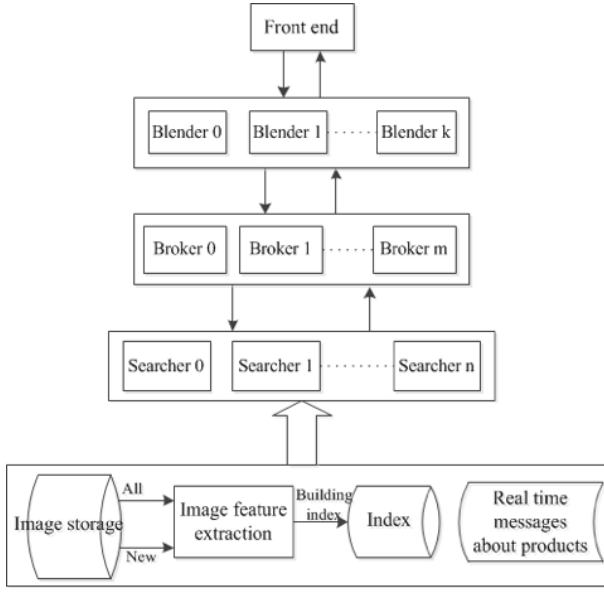 Front end
Blender 0
Blender 1
Blender k
Broker 0
Broker 1
Broker m
Searcher 0
Searcher 1
Searcher n
All
Image storage
New
Image feature
extraction
Building
index
Index
Real time
messages
about products